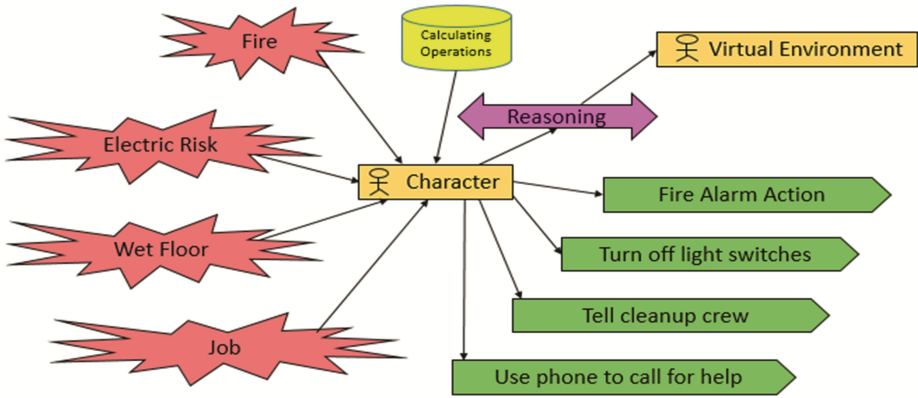 Fire
Calculating
Operations
Virtual Environment
Reasoning
Electric Risk
Character
Fire Alarm Action
Wet Floor
Turn off light switches
Tell cleanup crew
Job
Use phone to call for help